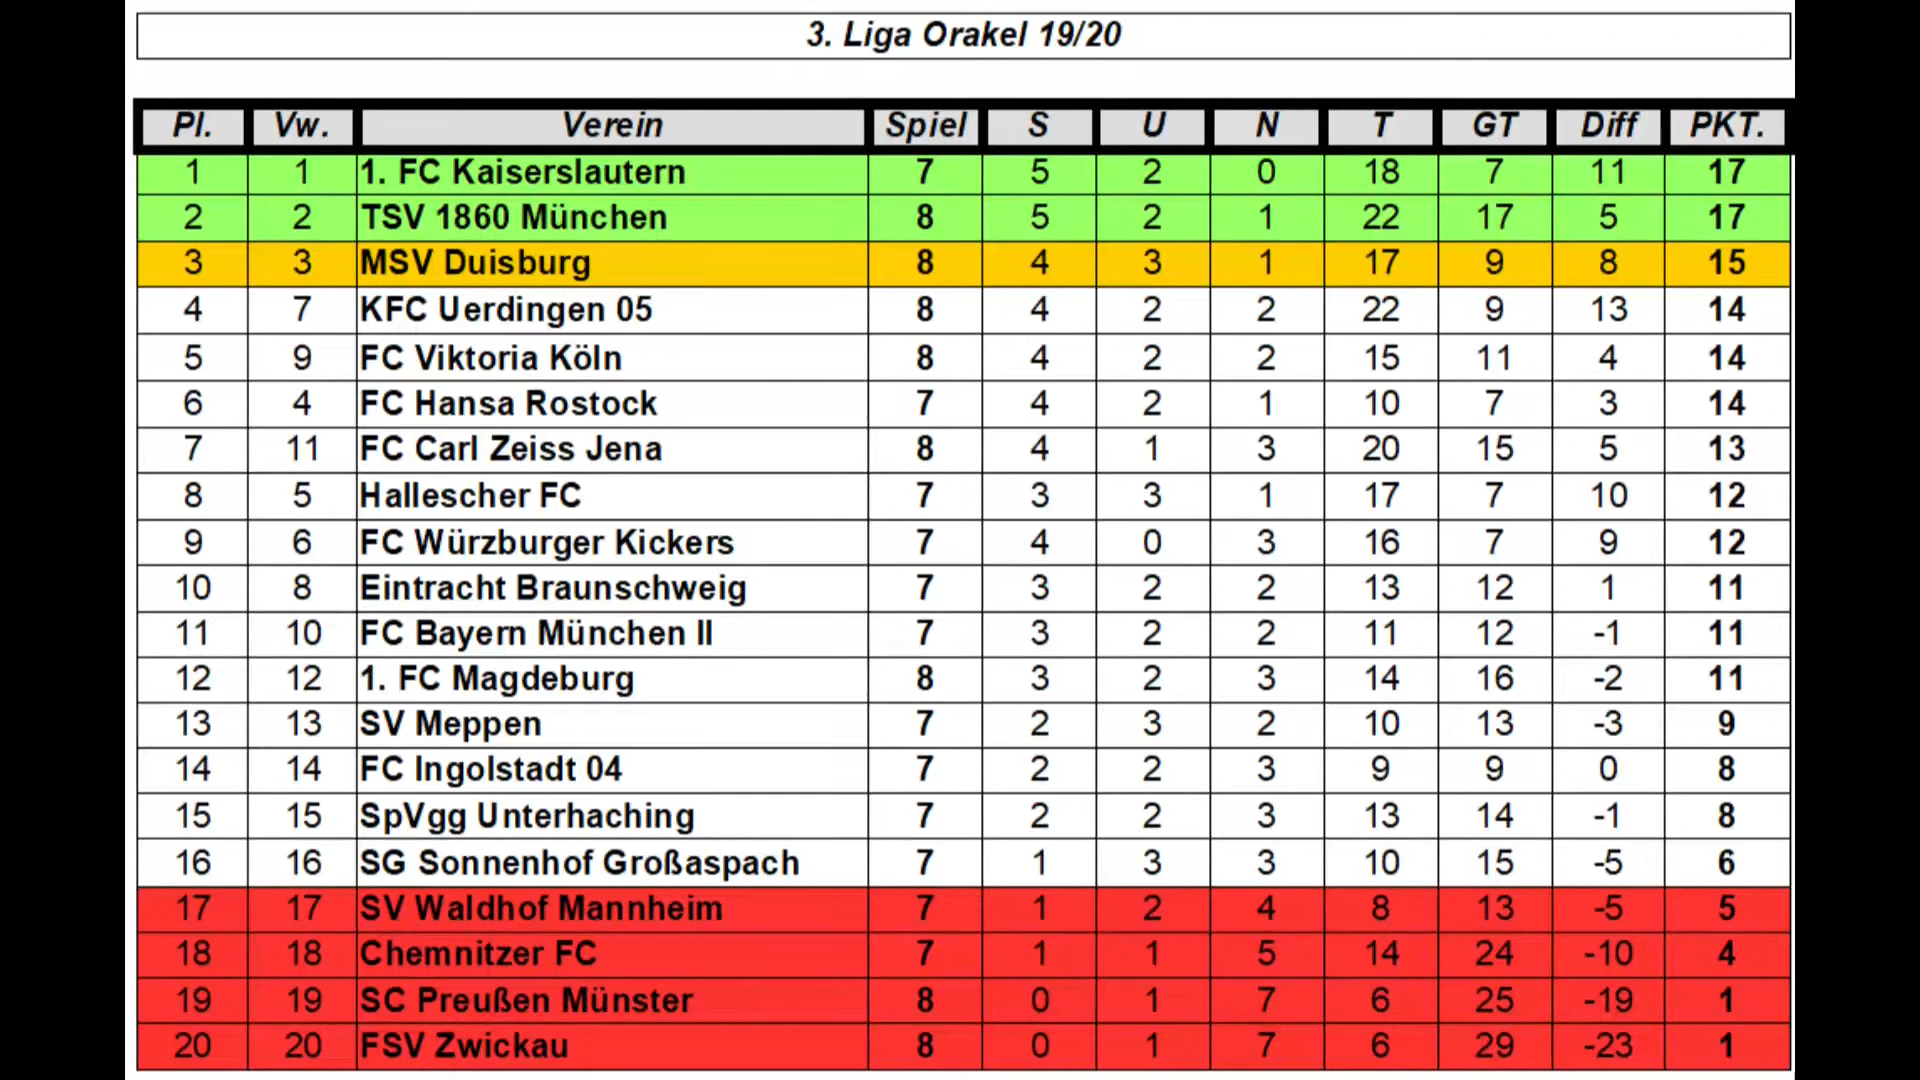 3. Liga Orakel 19/20
Pl. Vw. Verein Spiel S U N T GT Diff PKT.
1 1 1. FC Kaiserslautern 7 5 2 0 18 7 11 17
2 2 TSV 1860 München 8 5 2 1 22 17 5 17
3 3 MSV Duisburg 8 4 3 1 17 9 8 15
4 7 KFC Uerdingen 05 8 4 2 2 22 9 13 14
5 9 FC Viktoria Köln 8 4 2 2 15 11 4 14
6 4 FC Hansa Rostock 7 4 2 1 10 7 3 14
7 11 FC Carl Zeiss Jena 8 4 1 3 20 15 5 13
8 5 Hallescher FC 7 3 3 1 17 7 10 12
9 6 FC Würzburger Kickers 7 4 0 3 16 7 9 12
10 8 Eintracht Braunschweig 7 3 2 2 13 12 1 11
11 10 FC Bayern München II 7 3 2 2 11 12 -1 11
12 12 1. FC Magdeburg 8 3 2 3 14 16 -2 11
13 13 SV Meppen 7 2 3 2 10 13 -3 9
14 14 FC Ingolstadt 04 7 2 2 3 9 9 0 8
15 15 SpVgg Unterhaching 7 2 2 3 13 14 -1 8
16 16 SG Sonnenhof Großaspach 7 1 3 3 10 15 -5 6
17 17 SV Waldhof Mannheim 7 1 2 4 8 13 -5 5
18 18 Chemnitzer FC 7 1 1 5 14 24 -10 4
19 19 SC Preußen Münster 8 0 1 7 6 25 -19 1
20 20 FSV Zwickau 8 0 1 7 6 29 -23 1